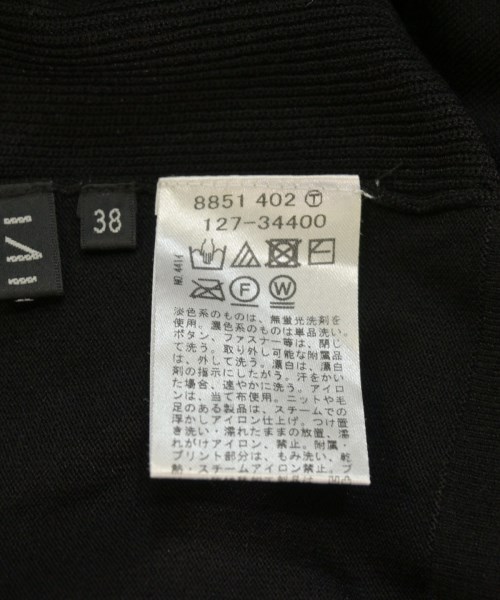 8851 402 Ⓣ
127-34400
38
NO.4414
F
W
淡色系のものは、無蛍光洗剤を
使用。濃色系のものは単品洗い。
ボタン、ファスナー等は、閉じ
て洗う。取り外し可能な附属品
は、外して洗う。漂白は、漂白
剤の指示にしたがう。汗をかい
た場合、速やかに洗う。アイロ
ンは、当て布使用。ニットや毛
足のある製品は、スチームでの
浮かしアイロン仕上げ。つけ置
き洗い・濡れたままの放置、濡
れがけアイロン、禁止。附属・
プリント部分は、もみ洗い、乾
熱・スチームアイロン禁止。プ